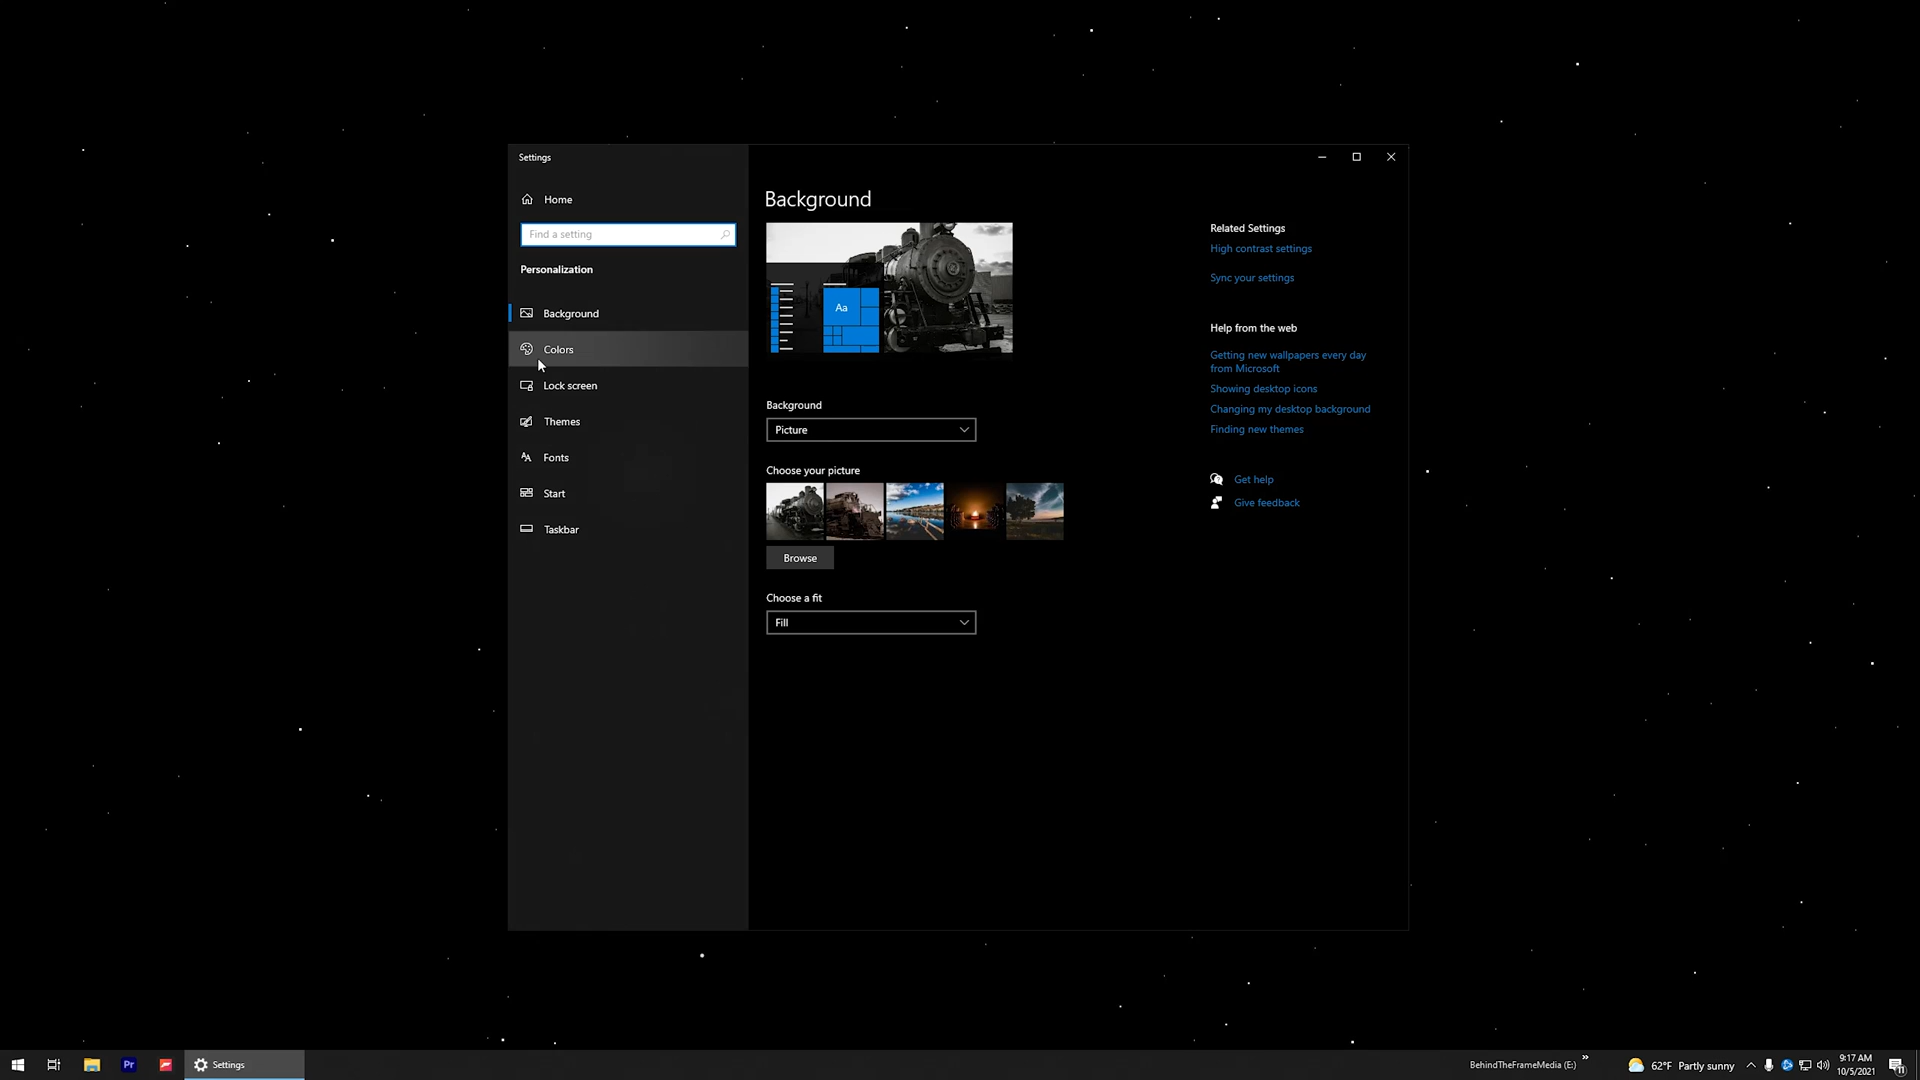 Settings
Home
Find a setting
Personalization
Background
Colors
Lock screen
Themes
Fonts
Start
Taskbar
Background
Aa
Background
Picture
Choose your picture
Browse
Choose a fit
Fill
Related Settings
High contrast settings
Sync your settings
Help from the web
Getting new wallpapers every day
from Microsoft
Showing desktop icons
Changing my desktop background
Finding new themes
Get help
Give feedback
Pr
Settings
BehindTheFrameMedia (E:)
62°F Partly sunny
9:17 AM
10/5/2021
11